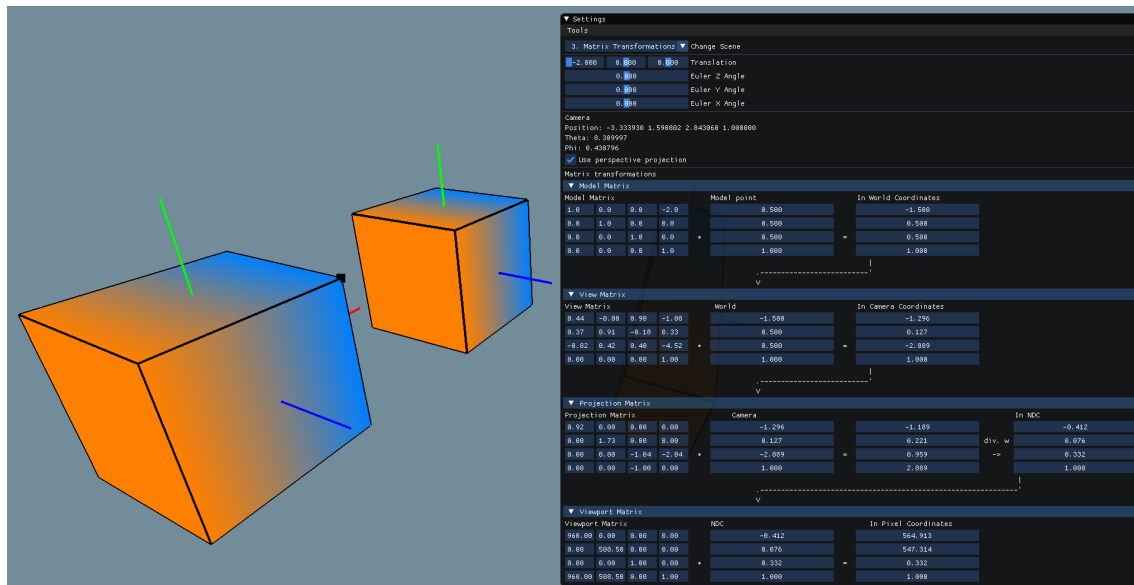 ▼ Settings
Tools
3. Matrix Transformations ▼ Change Scene
-2.000 0.000 0.000 Translation
0.000 Euler Z Angle
0.000 Euler Y Angle
0.000 Euler X Angle
Camera
Position: -3.333930 1.590802 2.843060 1.000000
Theta: 8.309997
Phi: 0.430796
Use perspective projection
Matrix transformations
▼ Model Matrix
Model Matrix Model point In World Coordinates
1.0 0.0 0.0 -2.0 0.500 -1.500
0.0 1.0 0.0 0.0 0.500 0.500
0.0 0.0 1.0 0.0 * 0.500 = 0.500
0.0 0.0 0.0 1.0 1.000 1.000
|
.--------------------------'
V
▼ View Matrix
View Matrix World In Camera Coordinates
0.44 -0.00 0.90 -1.08 -1.500 -1.296
0.37 0.91 -0.18 0.33 0.500 0.127
-0.82 0.42 0.40 -4.52 * 0.500 = -2.889
0.00 0.00 0.00 1.00 1.000 1.000
|
.--------------------------'
V
▼ Projection Matrix
Projection Matrix Camera In NDC
0.92 0.00 0.00 0.00 -1.296 -1.189 -0.412
0.00 1.73 0.00 0.00 0.127 0.221 div. w 0.076
0.00 0.00 -1.04 -2.04 * -2.889 = 0.959 -> 0.332
0.00 0.00 -1.00 0.00 1.000 2.889 1.000
|
.---------------------------------------------------------------'
V
▼ Viewport Matrix
Viewport Matrix NDC In Pixel Coordinates
960.00 0.00 0.00 0.00 -0.412 564.913
0.00 508.50 0.00 0.00 0.076 547.314
0.00 0.00 1.00 0.00 * 0.332 = 0.332
960.00 508.50 0.00 1.00 1.000 1.000